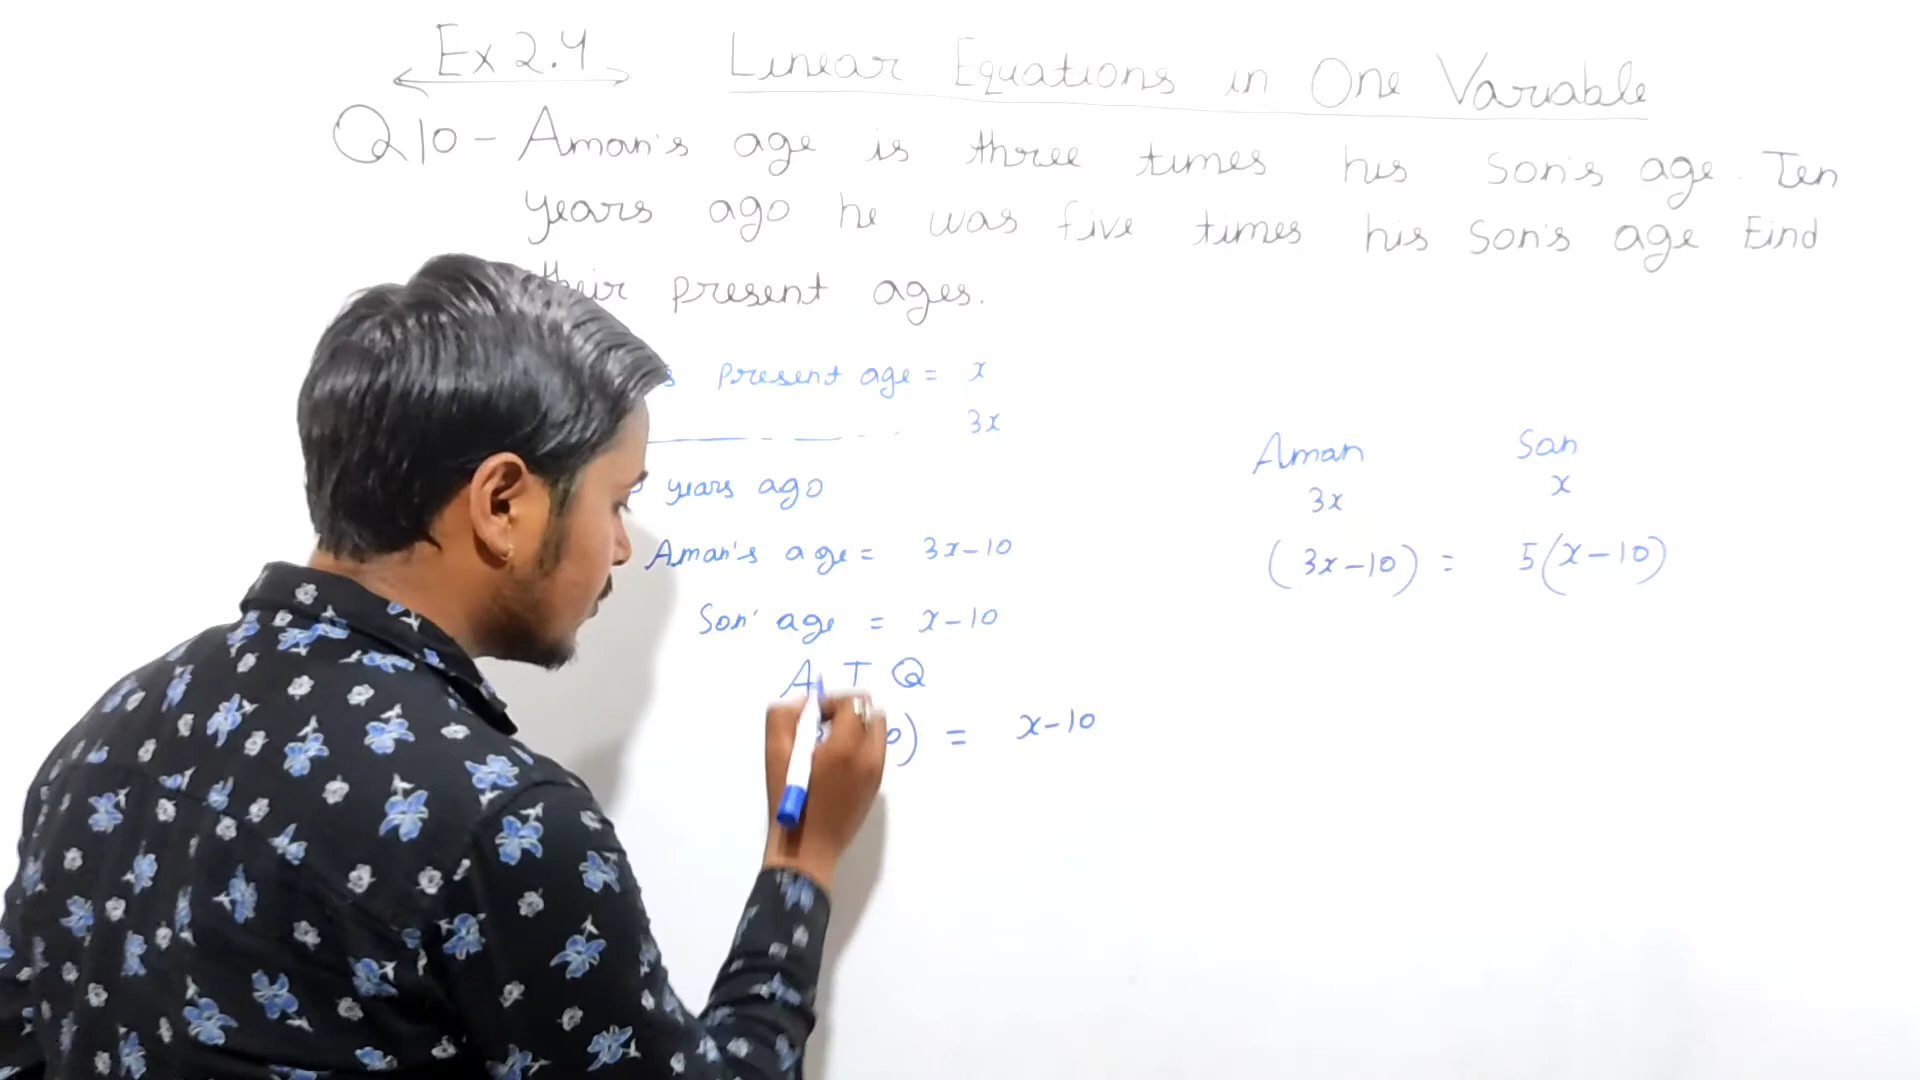 Ex 2.4 Linear Equations in One Variable
Q10 - Aman's age is three times his son's age. Ten
years ago he was five times his son's age Find
their present ages.
present age = x
3x
years ago
Aman's age = 3x-10
Son' age = x-10
A T Q
) = x-10
Aman Son
3x x
(3x-10) = 5(x-10)